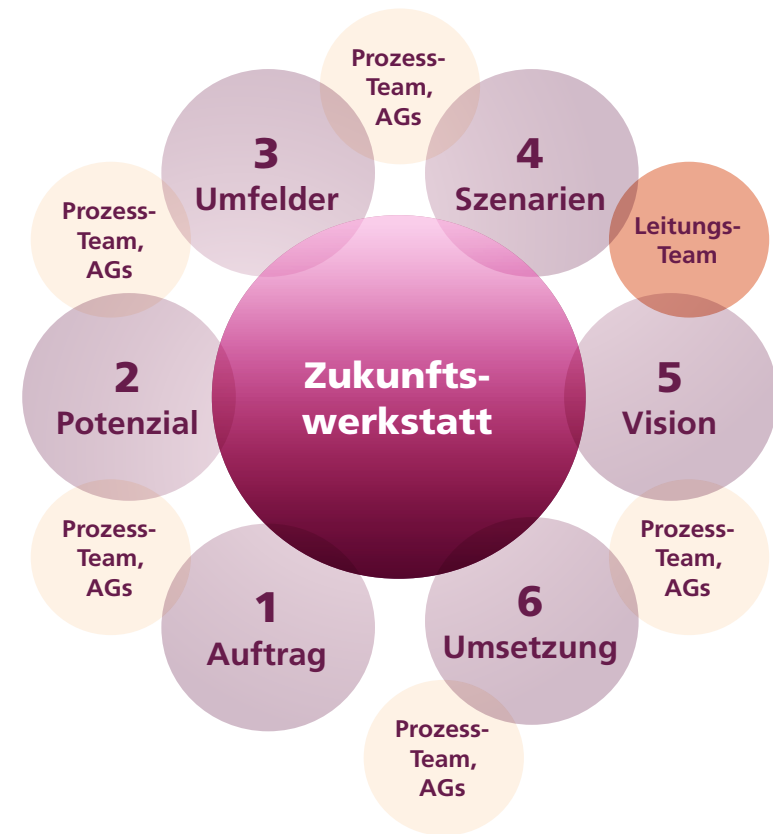 Prozess-
Team,
AGs
3
Umfelder
4
Szenarien
Prozess-
Team,
AGs
Leitungs-
Team
Zukunfts-
werkstatt
2
Potenzial
5
Vision
Prozess-
Team,
AGs
Prozess-
Team,
AGs
1
Auftrag
6
Umsetzung
Prozess-
Team,
AGs